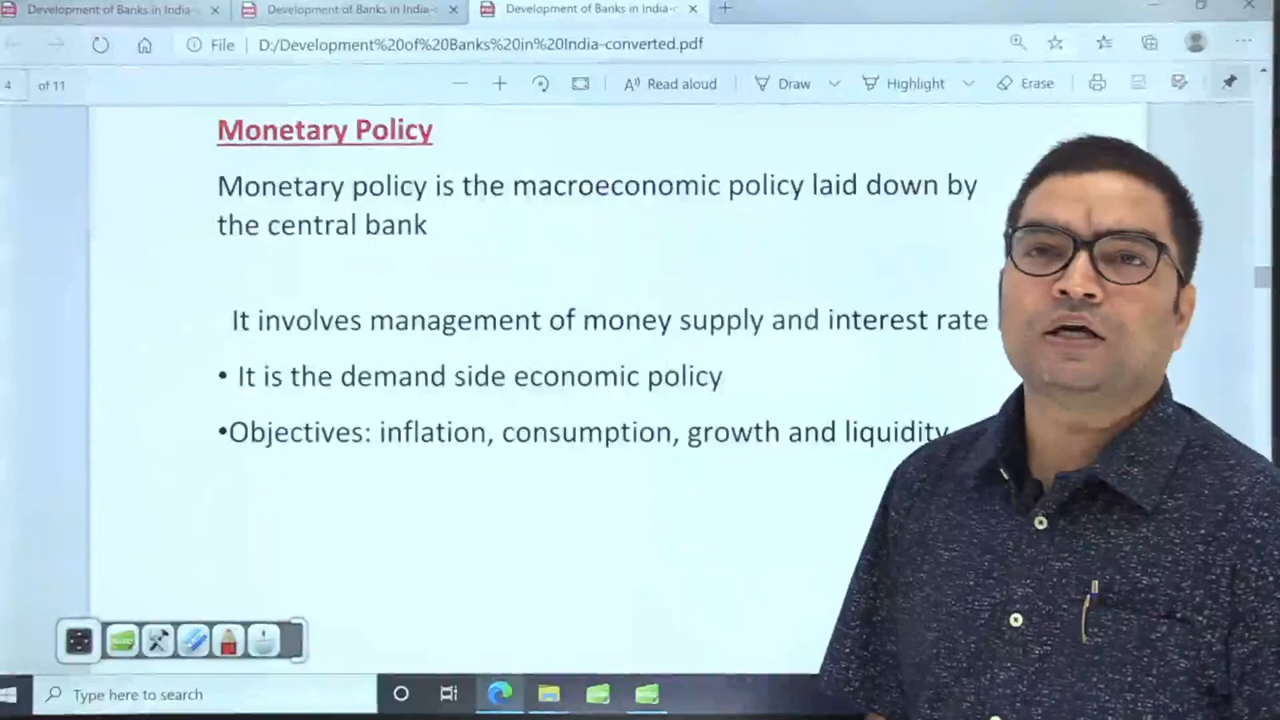 Development of Banks in India-c
Development of Banks in India-c
Development of Banks in India-c
File
D:/Development%20of%20Banks%20in%20India-converted.pdf
4
of 11
Read aloud
Draw
Highlight
Erase
Monetary Policy
Monetary policy is the macroeconomic policy laid down by
the central bank
It involves management of money supply and interest rate
• It is the demand side economic policy
•Objectives: inflation, consumption, growth and liquidity
Type here to search